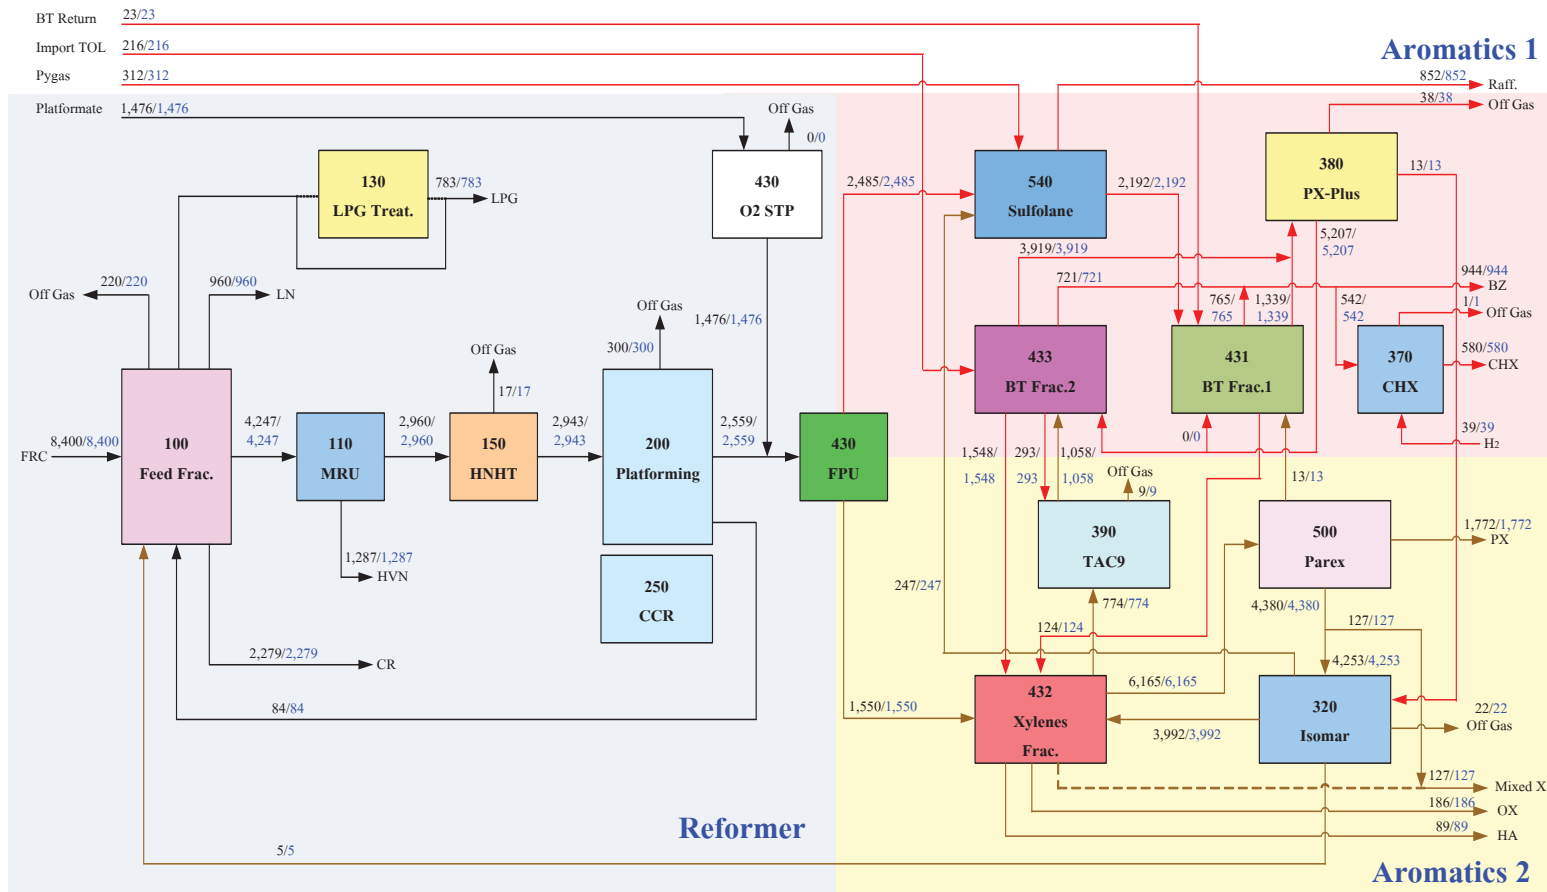 BT Return
23/23
Import TOL
216/216
Aromatics 1
Pygas
312/312
852/852
Raff.
Platformate
1,476/1,476
Off Gas
0/0
38/38
Off Gas
130
LPG Treat.
783/783
LPG
430
O2 STP
2,485/2,485
540
Sulfolane
2,192/2,192
380
PX-Plus
13/13
3,919/3,919
5,207/
5,207
Off Gas
220/220
960/960
LN
721/721
944/944
BZ
Off Gas
1,476/1,476
765/
765
1,339/
1,339
542/
542
1/1
Off Gas
300/300
Off Gas
17/17
433
BT Frac.2
431
BT Frac.1
370
CHX
580/580
CHX
8,400/8,400
FRC
100
Feed Frac.
4,247/
4,247
110
MRU
2,960/
2,960
150
HNHT
2,943/
2,943
200
Platforming
2,559/
2,559
430
FPU
0/0
39/39
H2
1,548/
1,548
293/
293
1,058/
1,058
Off Gas
9/9
13/13
1,287/1,287
HVN
390
TAC9
500
Parex
1,772/1,772
PX
250
CCR
247/247
774/774
4,380/4,380
127/127
124/124
2,279/2,279
CR
4,253/4,253
84/84
1,550/1,550
432
Xylenes
Frac.
6,165/6,165
3,992/3,992
320
Isomar
22/22
Off Gas
127/127
Mixed X
186/186
OX
Reformer
89/89
HA
5/5
Aromatics 2